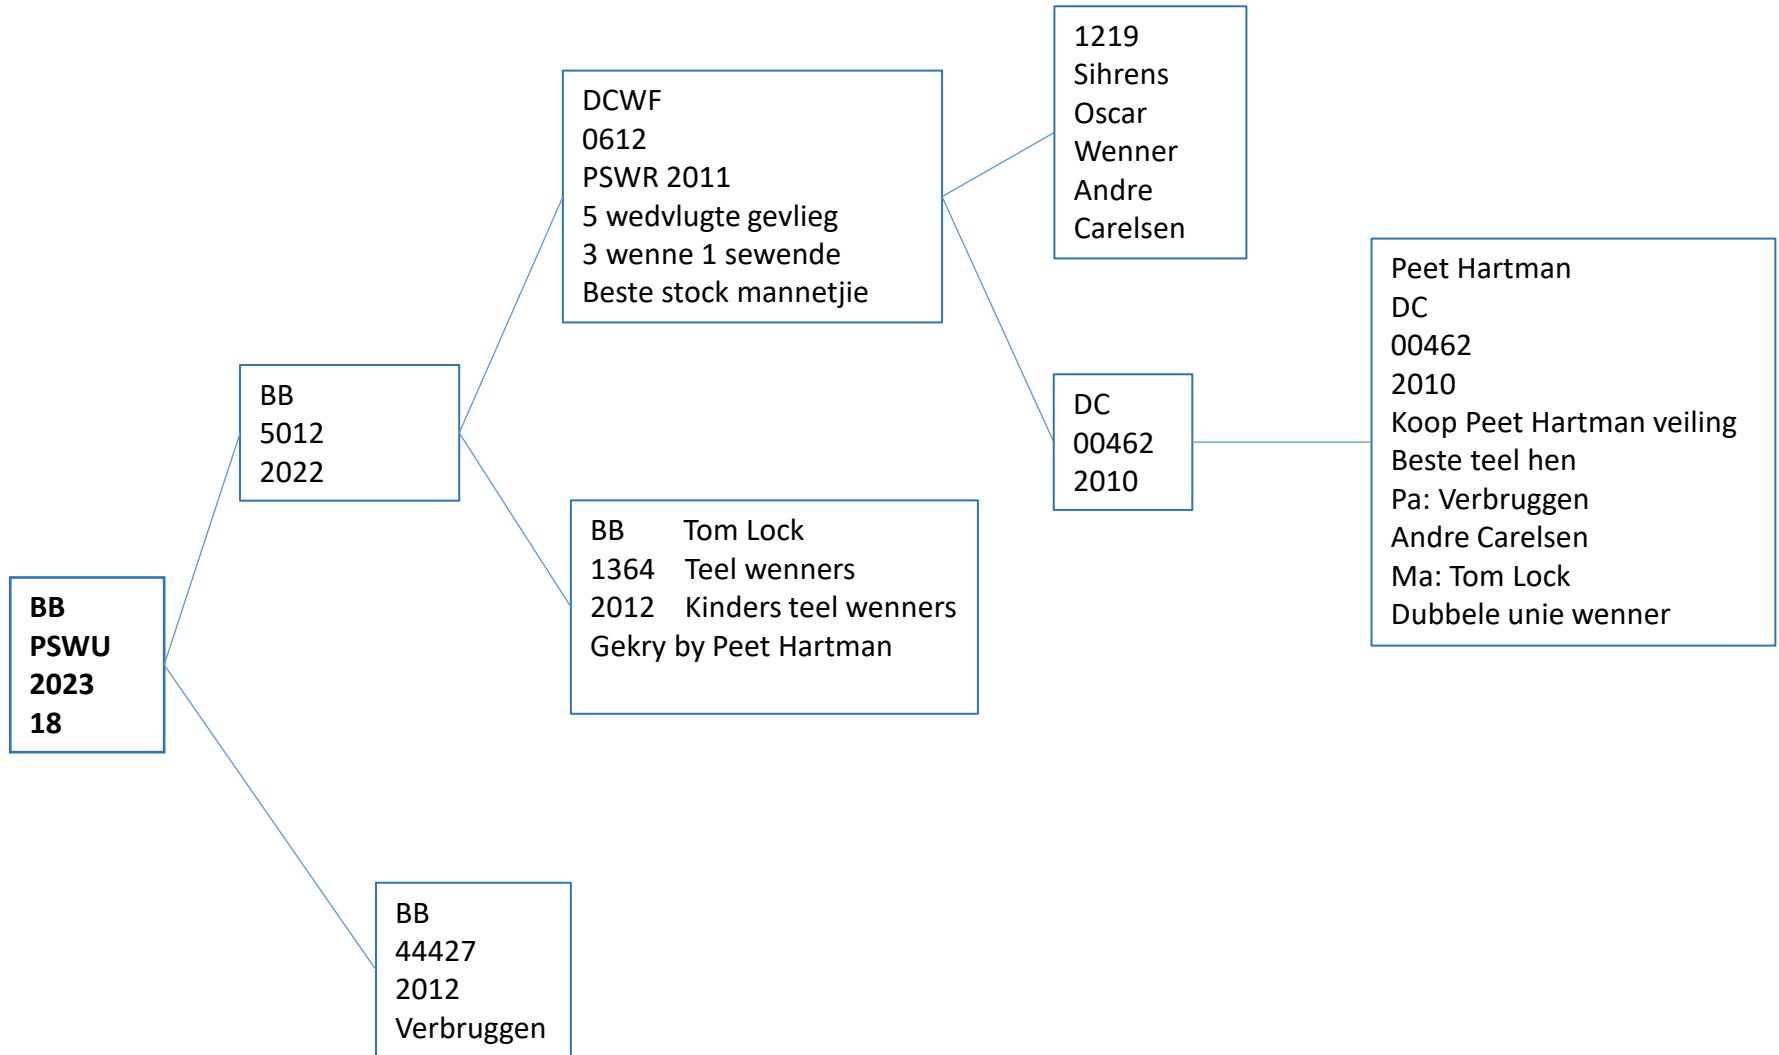 1219
Sihrens
Oscar
Wenner
Andre
Carelsen
DCWF
0612
PSWR 2011
5 wedvlugte gevlieg
3 wenne 1 sewende
Beste stock mannetjie
Peet Hartman
DC
00462
2010
Koop Peet Hartman veiling
Beste teel hen
Pa: Verbruggen
Andre Carelsen
Ma: Tom Lock
Dubbele unie wenner
BB
5012
2022
DC
00462
2010
BB Tom Lock
1364 Teel wenners
2012 Kinders teel wenners
Gekry by Peet Hartman
BB
PSWU
2023
18
BB
44427
2012
Verbruggen